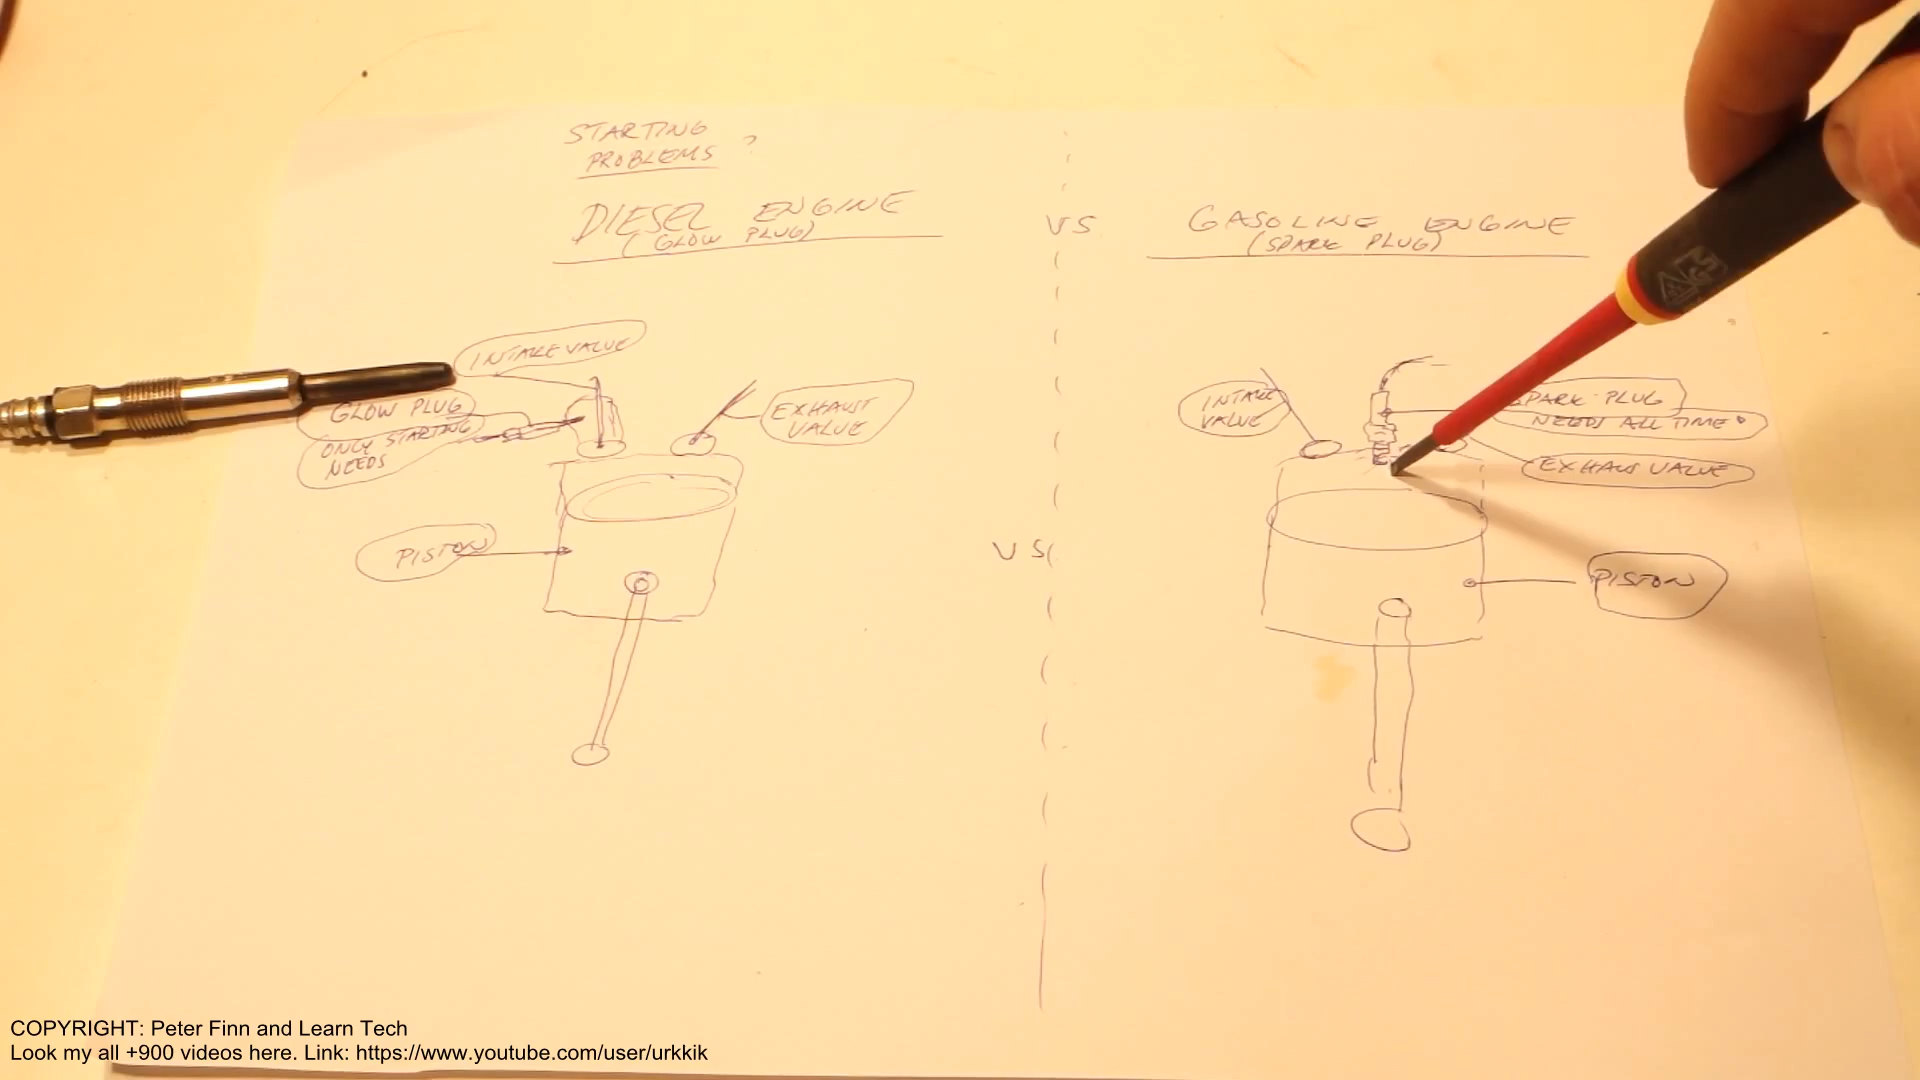 STARTING
PROBLEMS ?
DIESEL ENGINE
(GLOW PLUG)
VS
GASOLINE ENGINE
(SPARK PLUG)
INTAKE VALUE
GLOW PLUG
ONLY STARTING
NEEDS
EXHAUST
VALUE
PISTON
VS
INTAKE
VALUE
SPARK PLUG
NEEDS ALL TIME
EXHAUS VALUE
PISTON
COPYRIGHT: Peter Finn and Learn Tech
Look my all +900 videos here. Link: https://www.youtube.com/user/urkkik